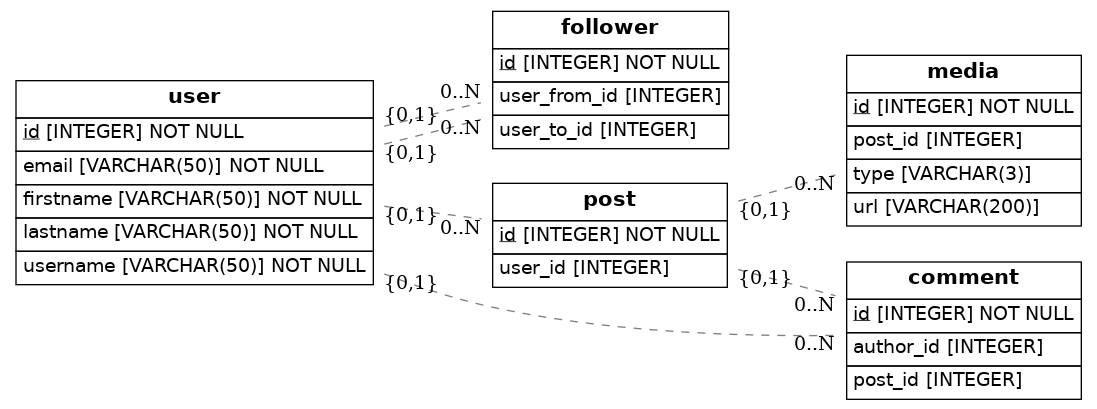 user
id [INTEGER] NOT NULL
email [VARCHAR(50)] NOT NULL
firstname [VARCHAR(50)] NOT NULL
lastname [VARCHAR(50)] NOT NULL
username [VARCHAR(50)] NOT NULL
follower
id [INTEGER] NOT NULL
user_from_id [INTEGER]
user_to_id [INTEGER]
post
id [INTEGER] NOT NULL
user_id [INTEGER]
media
id [INTEGER] NOT NULL
post_id [INTEGER]
type [VARCHAR(3)]
url [VARCHAR(200)]
comment
id [INTEGER] NOT NULL
author_id [INTEGER]
post_id [INTEGER]
0..N
{0,1}
0..N
{0,1}
{0,1}
0..N
{0,1}
0..N
0..N
{0,1}
{0,1}
0..N